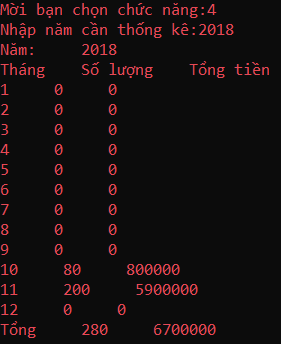 Mời bạn chọn chức năng:4
Nhập năm cần thống kê:2018
Năm: 2018
Tháng Số lượng Tổng tiền
1 0 0
2 0 0
3 0 0
4 0 0
5 0 0
6 0 0
7 0 0
8 0 0
9 0 0
10 80 800000
11 200 5900000
12 0 0
Tổng 280 6700000